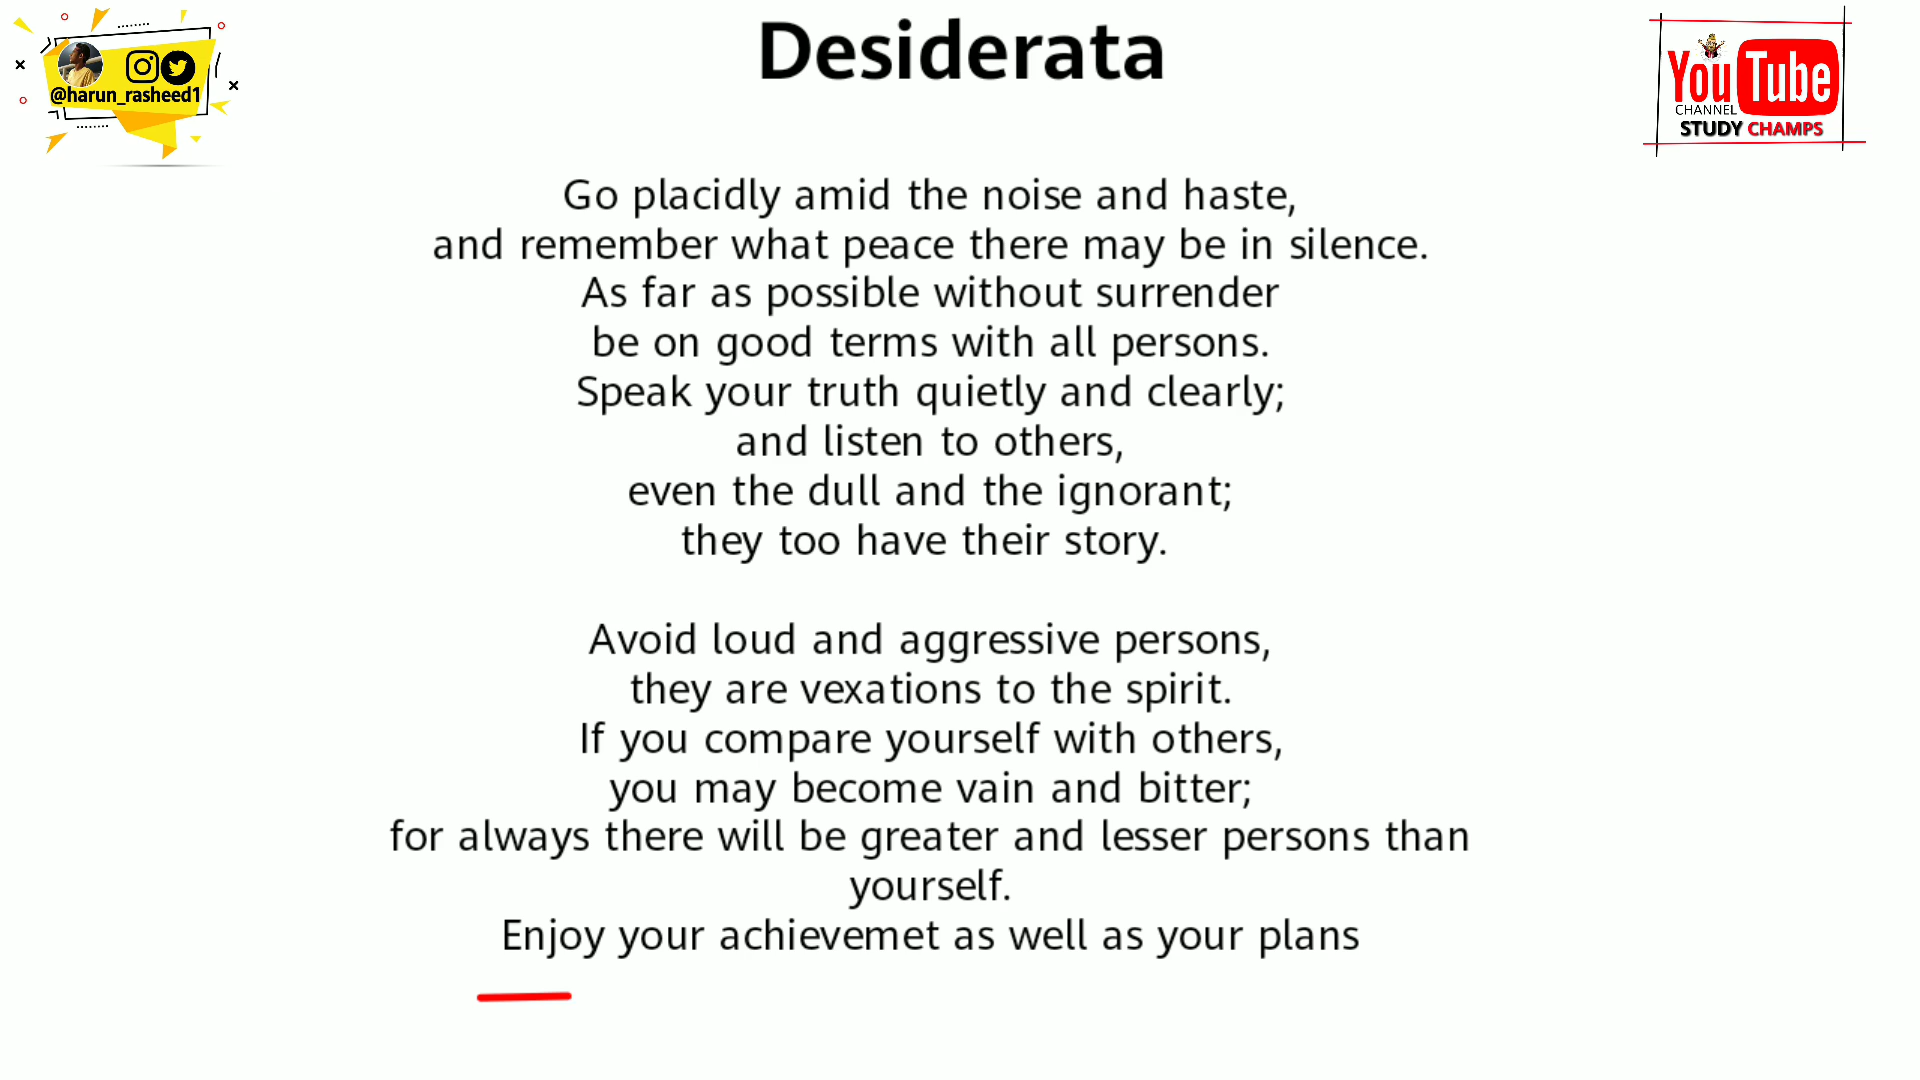 Desiderata
@harun_rasheed1
You Tube
CHANNEL
STUDY CHAMPS
Go placidly amid the noise and haste,
and remember what peace there may be in silence.
As far as possible without surrender
be on good terms with all persons.
Speak your truth quietly and clearly;
and listen to others,
even the dull and the ignorant;
they too have their story.
Avoid loud and aggressive persons,
they are vexations to the spirit.
If you compare yourself with others,
you may become vain and bitter;
for always there will be greater and lesser persons than
yourself.
Enjoy your achievemet as well as your plans